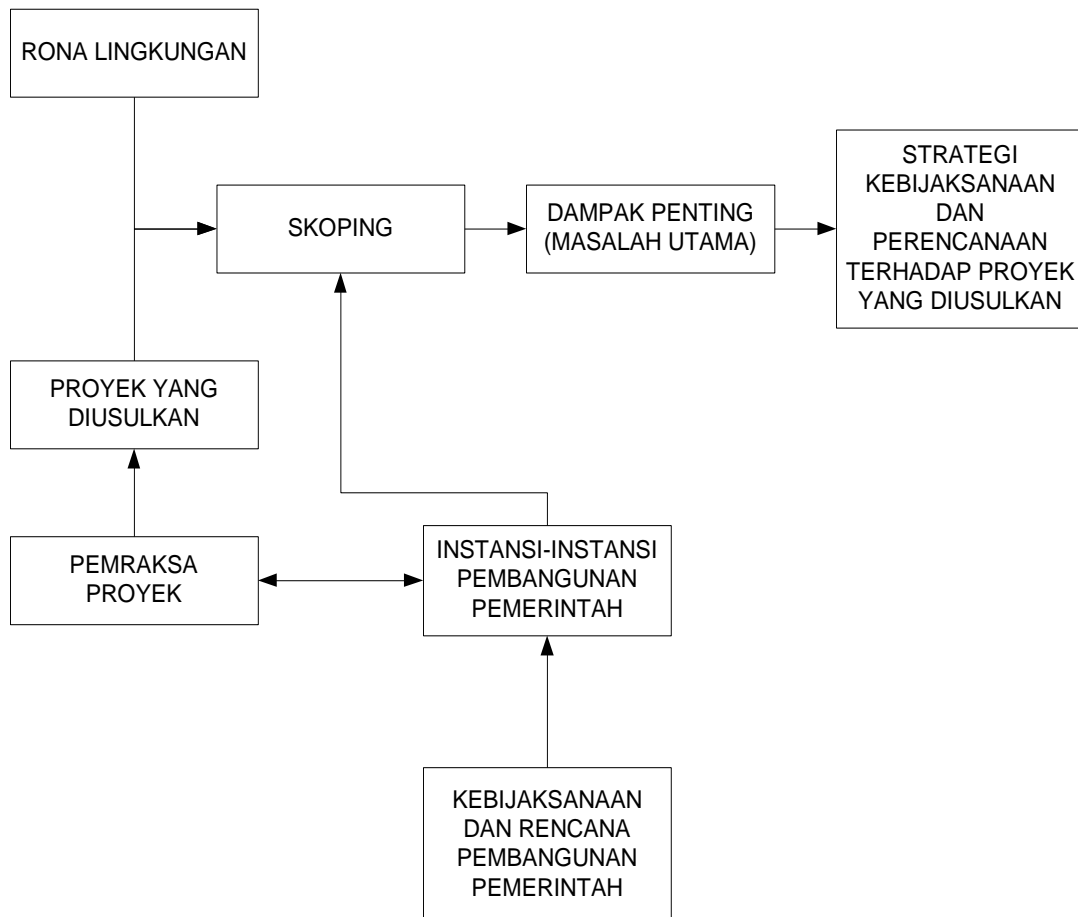 RONA LINGKUNGAN
SKOPING
DAMPAK PENTING
(MASALAH UTAMA)
STRATEGI
KEBIJAKSANAAN
DAN
PERENCANAAN
TERHADAP PROYEK
YANG DIUSULKAN
PROYEK YANG
DIUSULKAN
PEMRAKSA
PROYEK
INSTANSI-INSTANSI
PEMBANGUNAN
PEMERINTAH
KEBIJAKSANAAN
DAN RENCANA
PEMBANGUNAN
PEMERINTAH